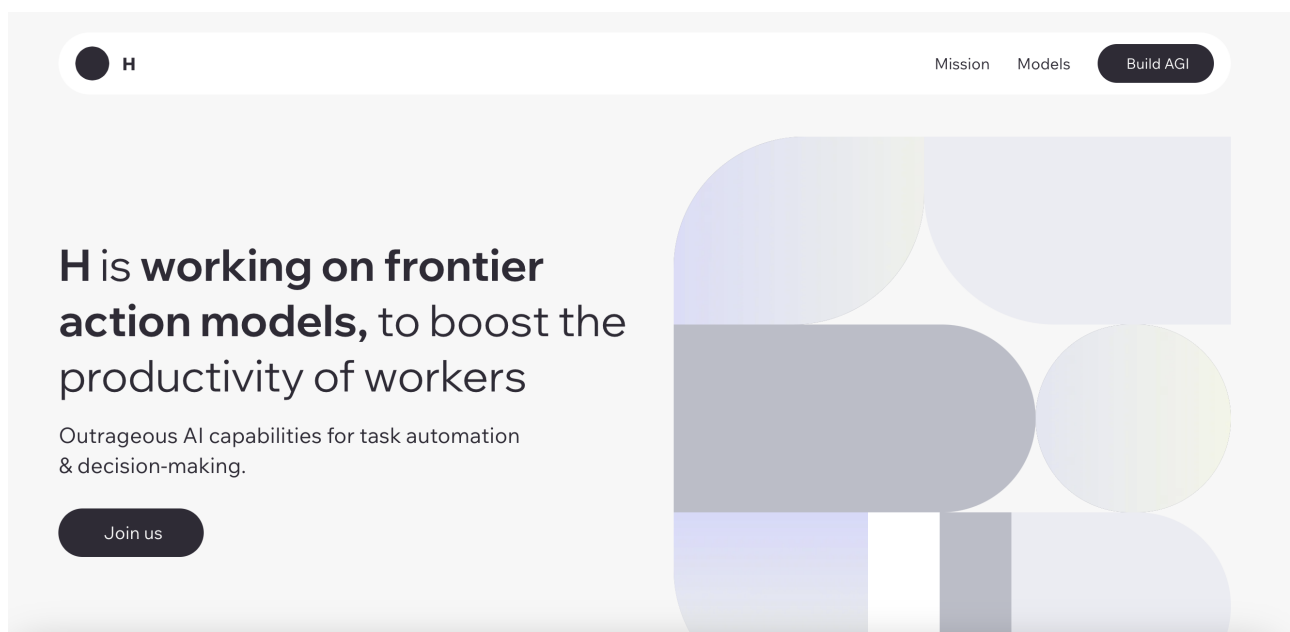 H
Mission
Models
Build AGI
H is working on frontier
action models, to boost the
productivity of workers
Outrageous AI capabilities for task automation
& decision-making.
Join us